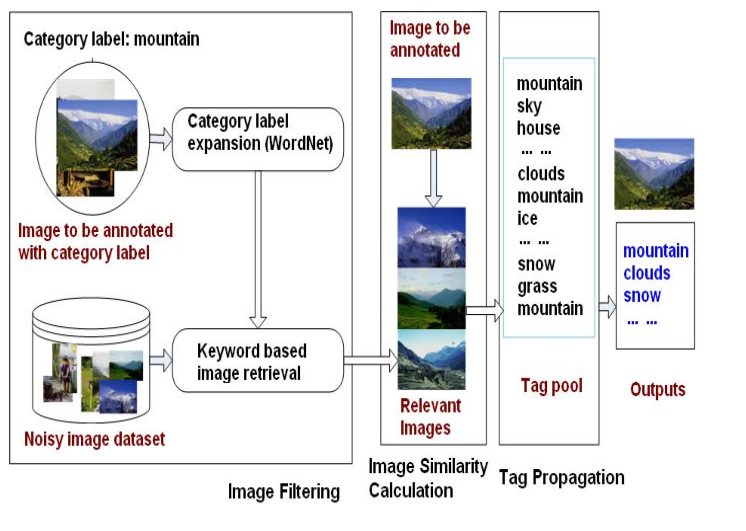 Category label: mountain
Category label
expansion (WordNet)
Image to be annotated
with category label
Keyword based
image retrieval
Noisy image dataset
Image Filtering
Image to be
annotated
Relevant
Images
Image Similarity
Calculation
mountain
sky
house
... ...
clouds
mountain
ice
... ...
snow
grass
mountain
Tag pool
Tag Propagation
mountain
clouds
snow
... ...
Outputs